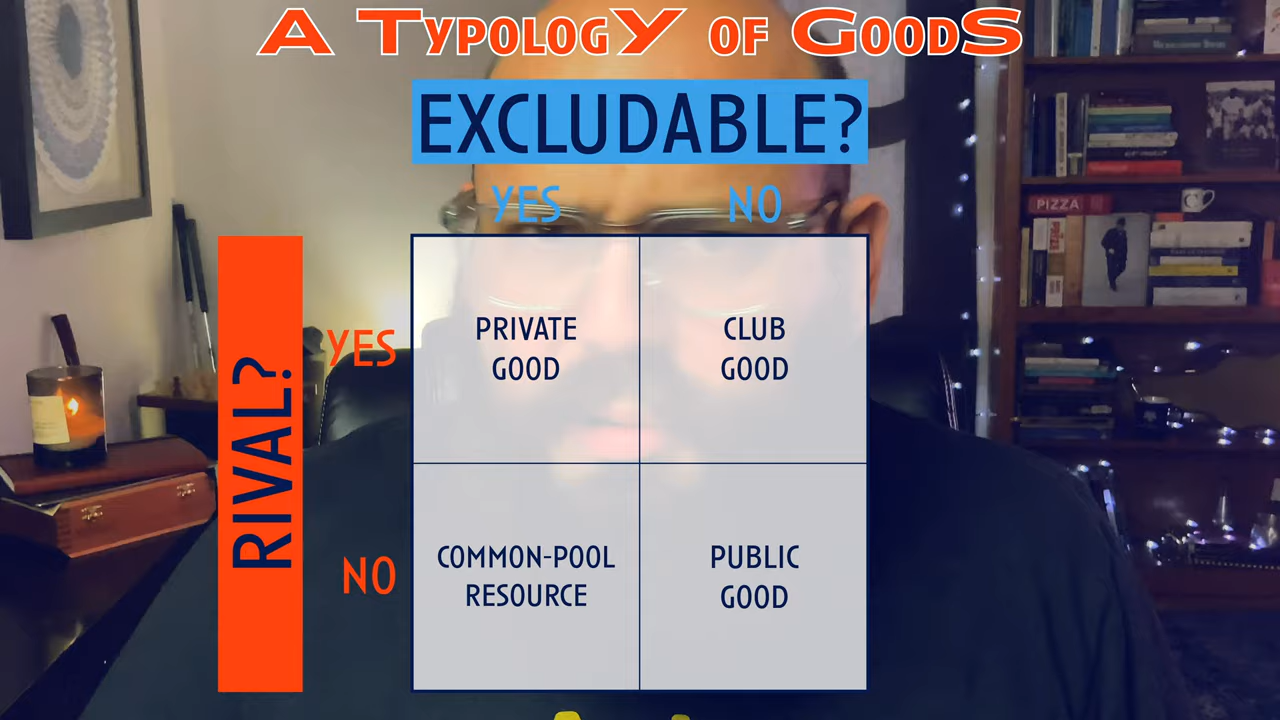 A TYPOLOGY OF GOODS
EXCLUDABLE?
YES NO
RIVAL?
YES
PRIVATE
GOOD
CLUB
GOOD
NO
COMMON-POOL
RESOURCE
PUBLIC
GOOD
PIZZA